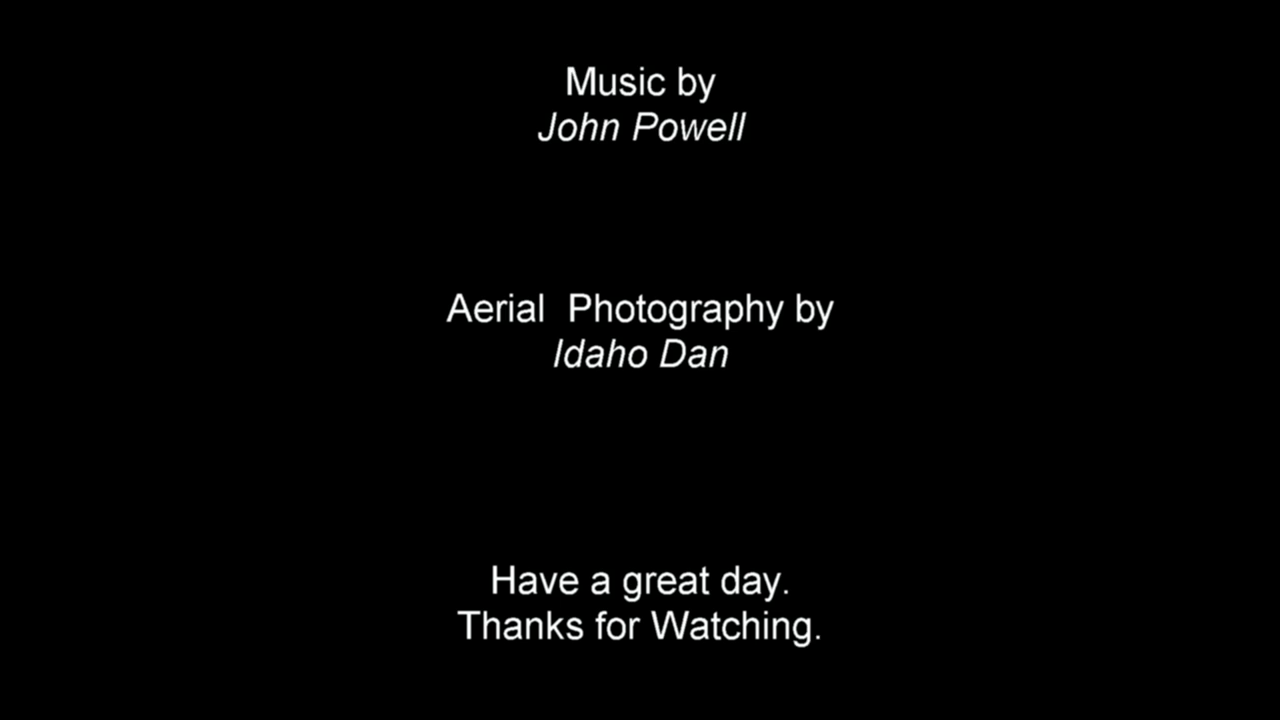 Music by
John Powell
Aerial  Photography by
Idaho Dan
Have a great day.
Thanks for Watching.